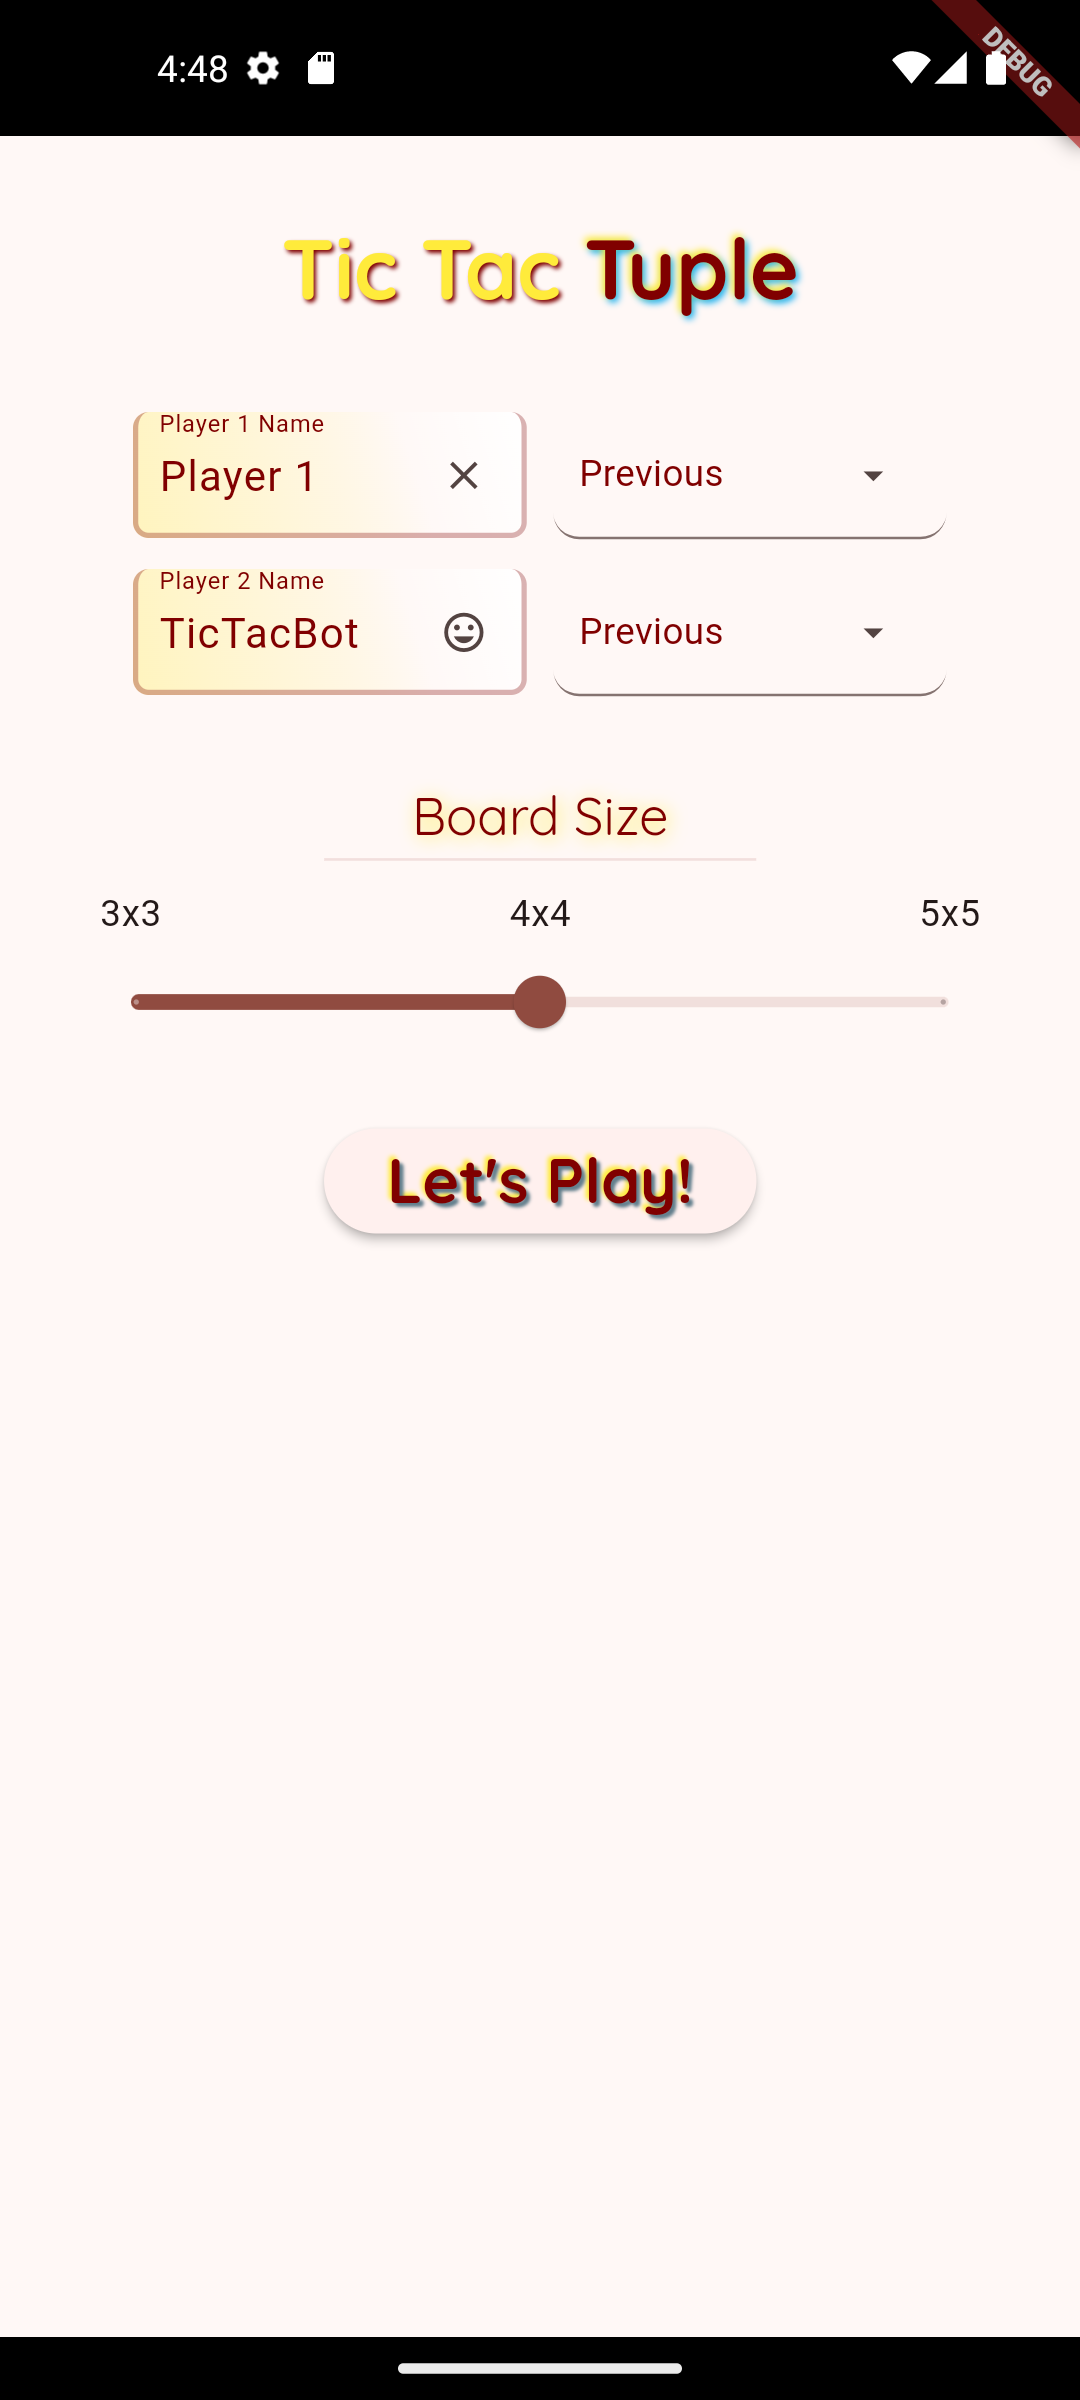 4:48
DEBUG
Tic Tac Tuple
Player 1 Name
Player 1
Previous
Player 2 Name
TicTacBot
Previous
Board Size
3x3 4x4 5x5
Let's Play!